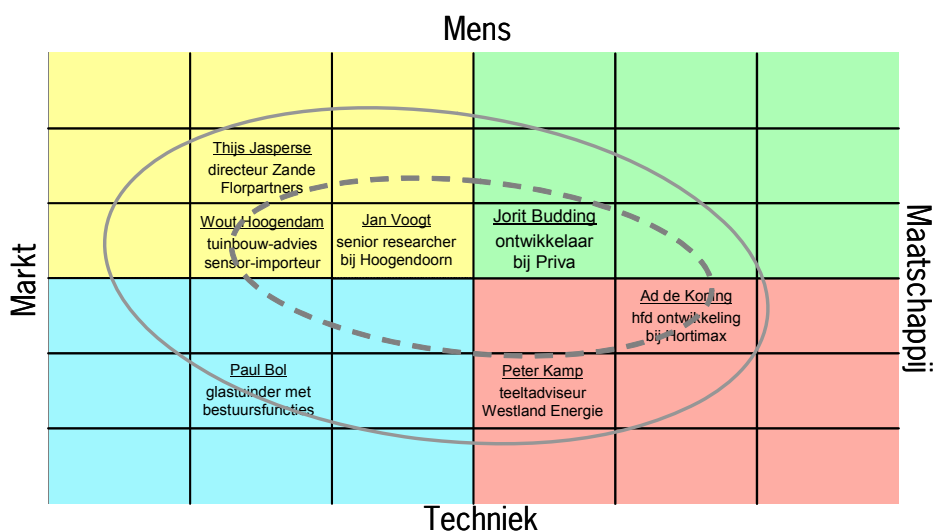 Mens
Thijs Jasperse
directeur Zande
Florpartners
Wout Hoogendam
tuinbouw-advies
sensor-importeur
Jan Voogt
senior researcher
bij Hoogendoorn
Jorit Budding
ontwikkelaar
bij Priva
Markt
Maatschappij
Ad de Koning
hfd ontwikkeling
bij Hortimax
Paul Bol
glastuinder met
bestuursfuncties
Peter Kamp
teeltadviseur
Westland Energie
Techniek